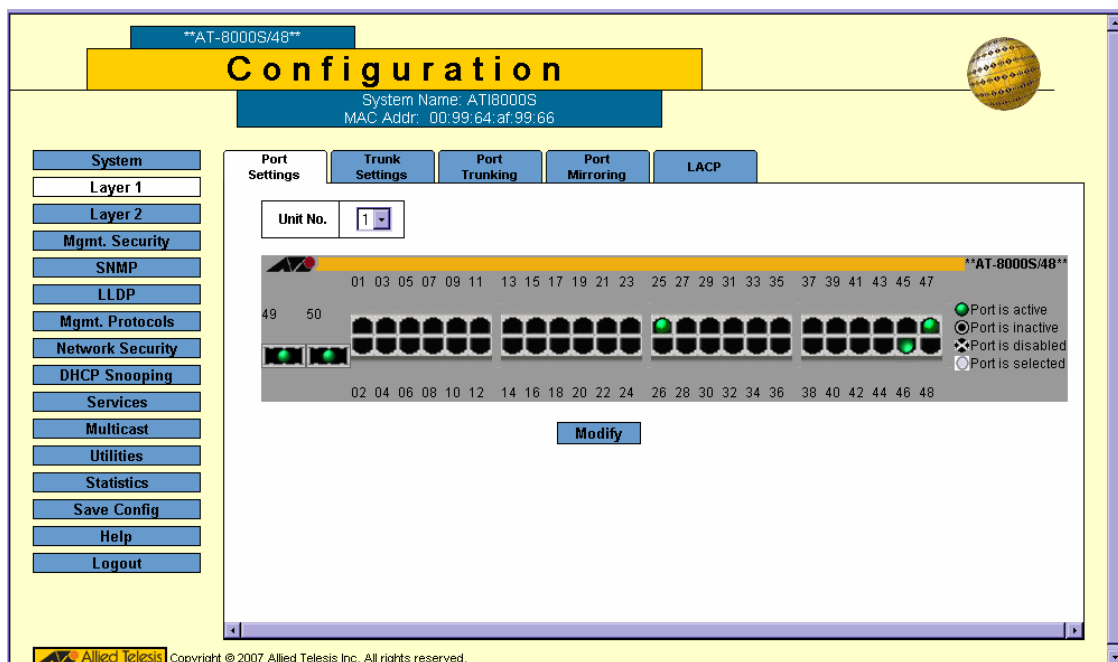 **AT-8000S/48**
Configuration
System Name: ATI8000S
MAC Addr: 00:99:64:af:99:66
System
Layer 1
Layer 2
Mgmt. Security
SNMP
LLDP
Mgmt. Protocols
Network Security
DHCP Snooping
Services
Multicast
Utilities
Statistics
Save Config
Help
Logout
Port Settings
Trunk Settings
Port Trunking
Port Mirroring
LACP
Unit No. 1
**AT-8000S/48**
01 03 05 07 09 11 13 15 17 19 21 23 25 27 29 31 33 35 37 39 41 43 45 47
49 50
Port is active
Port is inactive
Port is disabled
Port is selected
02 04 06 08 10 12 14 16 18 20 22 24 26 28 30 32 34 36 38 40 42 44 46 48
Modify
Allied Telesis Copyright © 2007 Allied Telesis Inc. All rights reserved.